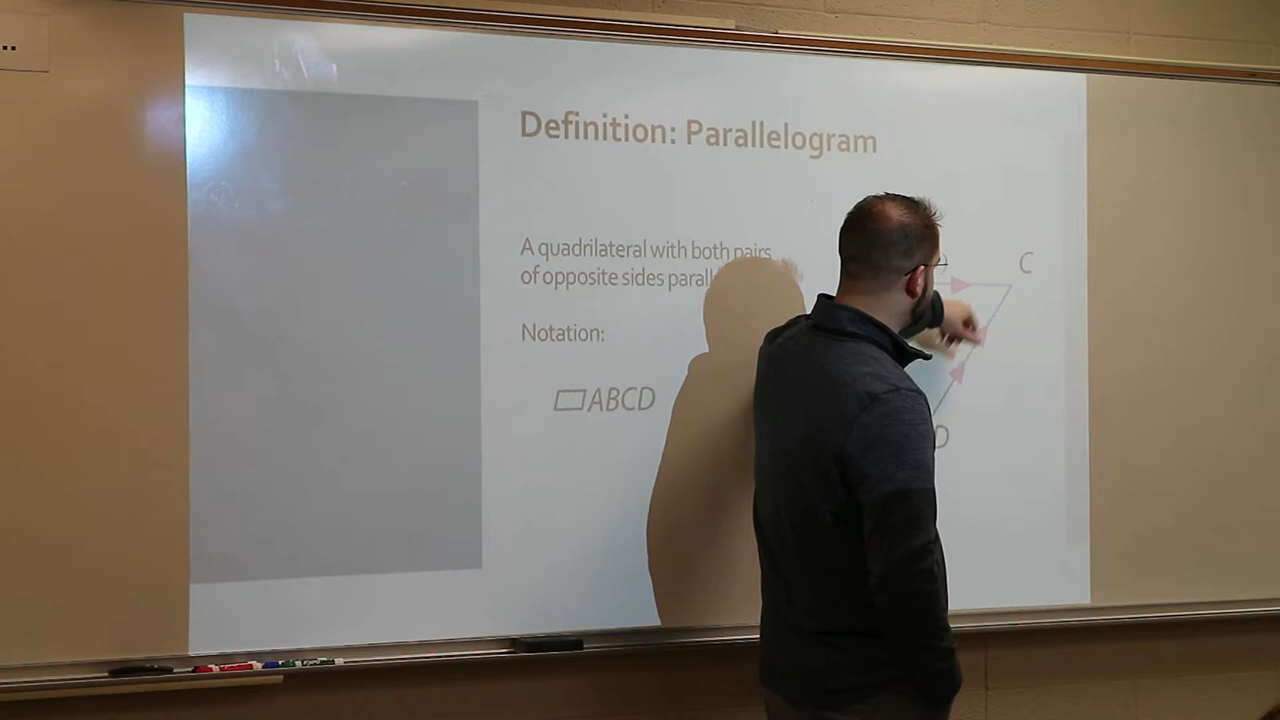 Definition: Parallelogram
A quadrilateral with both pairs
of opposite sides
Notation:
▱ABCD
C
D